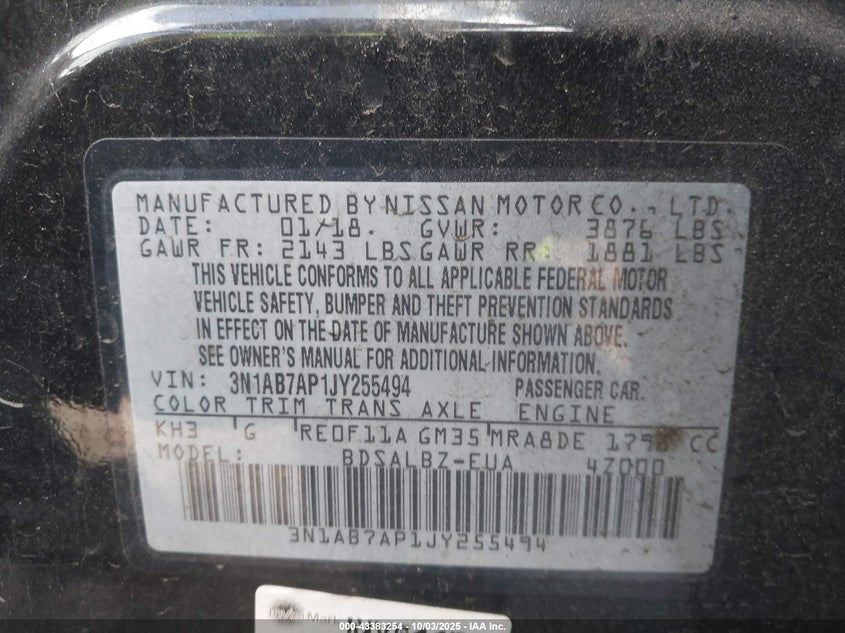 MANUFACTURED BY NISSAN MOTOR CO., LTD.
DATE: 01/18. GVWR: 3876 LBS
GAWR FR: 2143 LBS GAWR RR: 1881 LBS
THIS VEHICLE CONFORMS TO ALL APPLICABLE FEDERAL MOTOR
VEHICLE SAFETY, BUMPER AND THEFT PREVENTION STANDARDS
IN EFFECT ON THE DATE OF MANUFACTURE SHOWN ABOVE.
SEE OWNER'S MANUAL FOR ADDITIONAL INFORMATION.
VIN: 3N1AB7AP1JY255494 PASSENGER CAR.
COLOR TRIM TRANS AXLE ENGINE
KH3 G RE0F11A GM35 MRA8DE 1798 CC
MODEL: BDSALBZ-EUA 4Z000
3N1AB7AP1JY255494
000-43383254 - 10/03/2025 - IAA Inc.